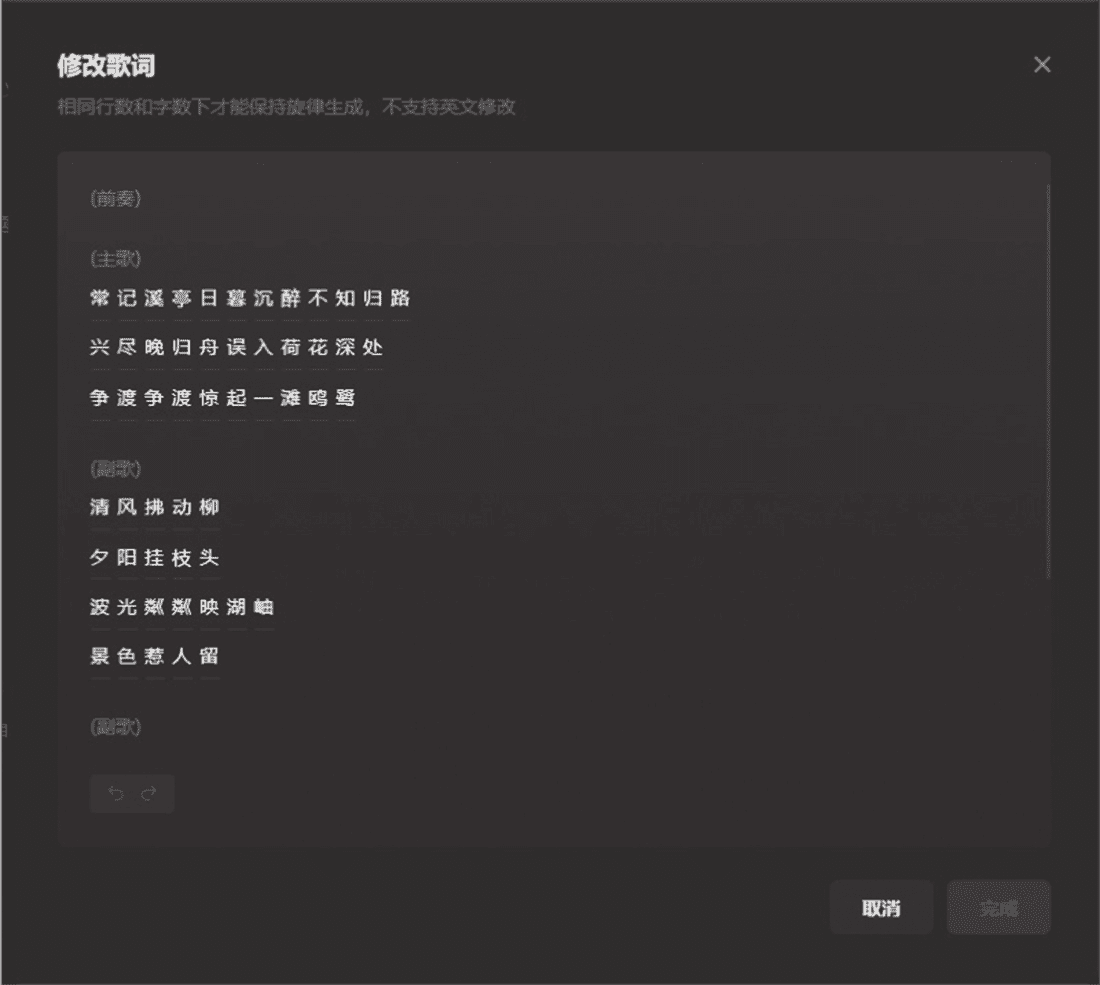 修改歌词
相同行数和字数下才能保持旋律生成，不支持英文修改
(前奏)
(主歌)
常记溪亭日暮沉醉不知归路
兴尽晚归舟误入荷花深处
争渡争渡惊起一滩鸥鹭
(副歌)
清风拂动柳
夕阳挂枝头
波光粼粼映湖岫
景色惹人留
(副歌)
取消
完成